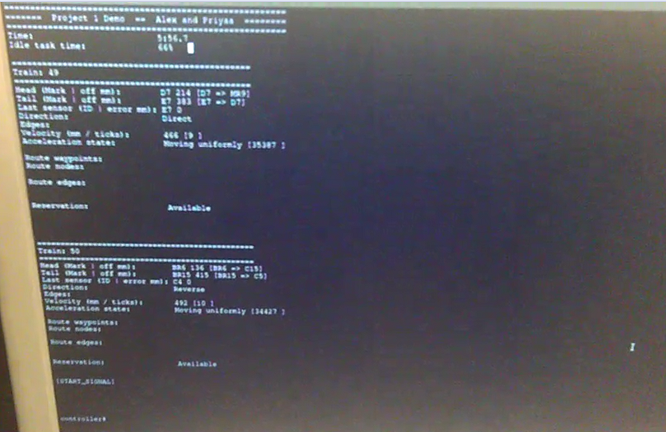 Project 1 Demo == Alex and Priyaa
Time: 5:56.7
Idle task time: 66%
Train: 49
Head (Mark | off mm): D7 214 [D7 => MR9]
Tail (Mark | off mm): E7 383 [E7 => D7]
Last sensor (ID | error mm): E7 0
Direction: Direct
Edges:
Velocity (mm / ticks): 466 [9 ]
Acceleration state: Moving uniformly [35387 ]
Route waypoints:
Route nodes:
Route edges:
Reservation: Available
Train: 50
Head (Mark | off mm): BR6 136 [BR6 => C15]
Tail (Mark | off mm): BR15 415 [BR15 => C5]
Last sensor (ID | error mm): C4 0
Direction: Reverse
Edges:
Velocity (mm / ticks): 492 [10 ]
Acceleration state: Moving uniformly [34427 ]
Route waypoints:
Route nodes:
Route edges:
Reservation: Available
[START_SIGNAL]
controller#